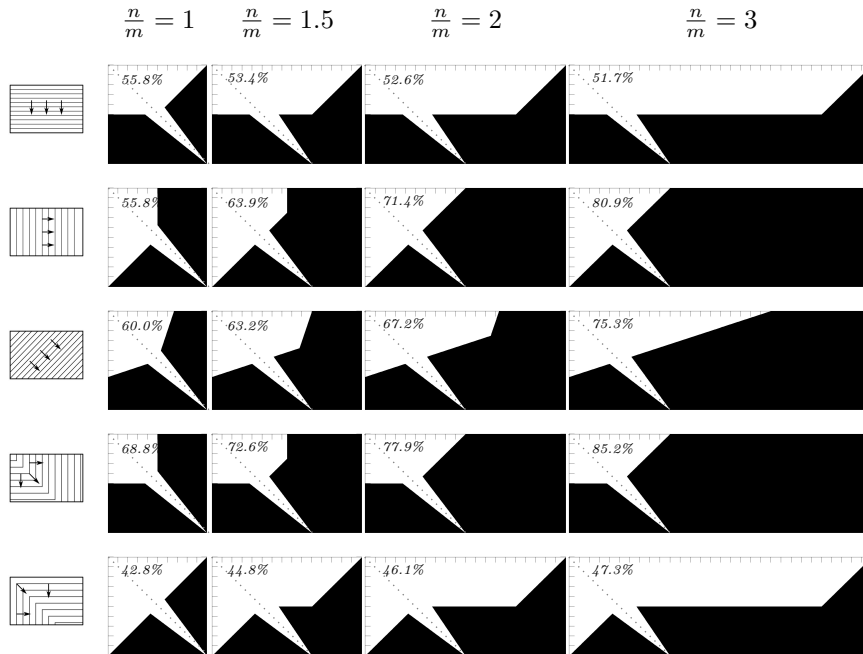 n/m = 1 n/m = 1.5 n/m = 2 n/m = 3
55.8% 53.4% 52.6% 51.7%
55.8% 63.9% 71.4% 80.9%
60.0% 63.2% 67.2% 75.3%
68.8% 72.6% 77.9% 85.2%
42.8% 44.8% 46.1% 47.3%